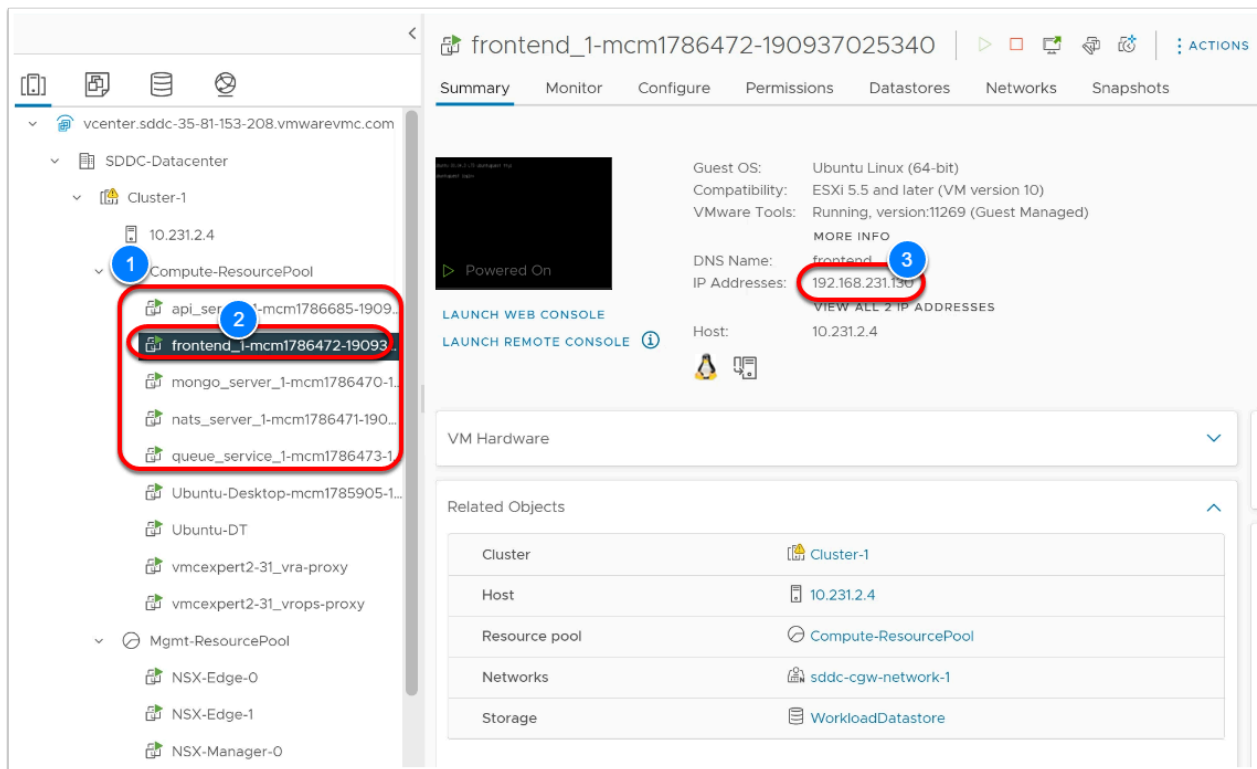 frontend_1-mcm1786472-190937025340
ACTIONS
Summary Monitor Configure Permissions Datastores Networks Snapshots
vcenter.sddc-35-81-153-208.vmwarevmc.com
SDDC-Datacenter
Cluster-1
10.231.2.4
1
Compute-ResourcePool
2
frontend_1-mcm1786472-19093...
mongo_server_1-mcm1786470-1...
nats_server_1-mcm1786471-190...
queue_service_1-mcm1786473-1...
Ubuntu-Desktop-mcm1785905-1...
Ubuntu-DT
vmcexpert2-31_vra-proxy
vmcexpert2-31_vrops-proxy
Mgmt-ResourcePool
NSX-Edge-0
NSX-Edge-1
NSX-Manager-0
Powered On
LAUNCH WEB CONSOLE
LAUNCH REMOTE CONSOLE
Guest OS: Ubuntu Linux (64-bit)
Compatibility: ESXi 5.5 and later (VM version 10)
VMware Tools: Running, version:11269 (Guest Managed)
MORE INFO
DNS Name: frontend
3
IP Addresses: 192.168.231.130
VIEW ALL 2 IP ADDRESSES
Host: 10.231.2.4
VM Hardware
Related Objects
Cluster Cluster-1
Host 10.231.2.4
Resource pool Compute-ResourcePool
Networks sddc-cgw-network-1
Storage WorkloadDatastore